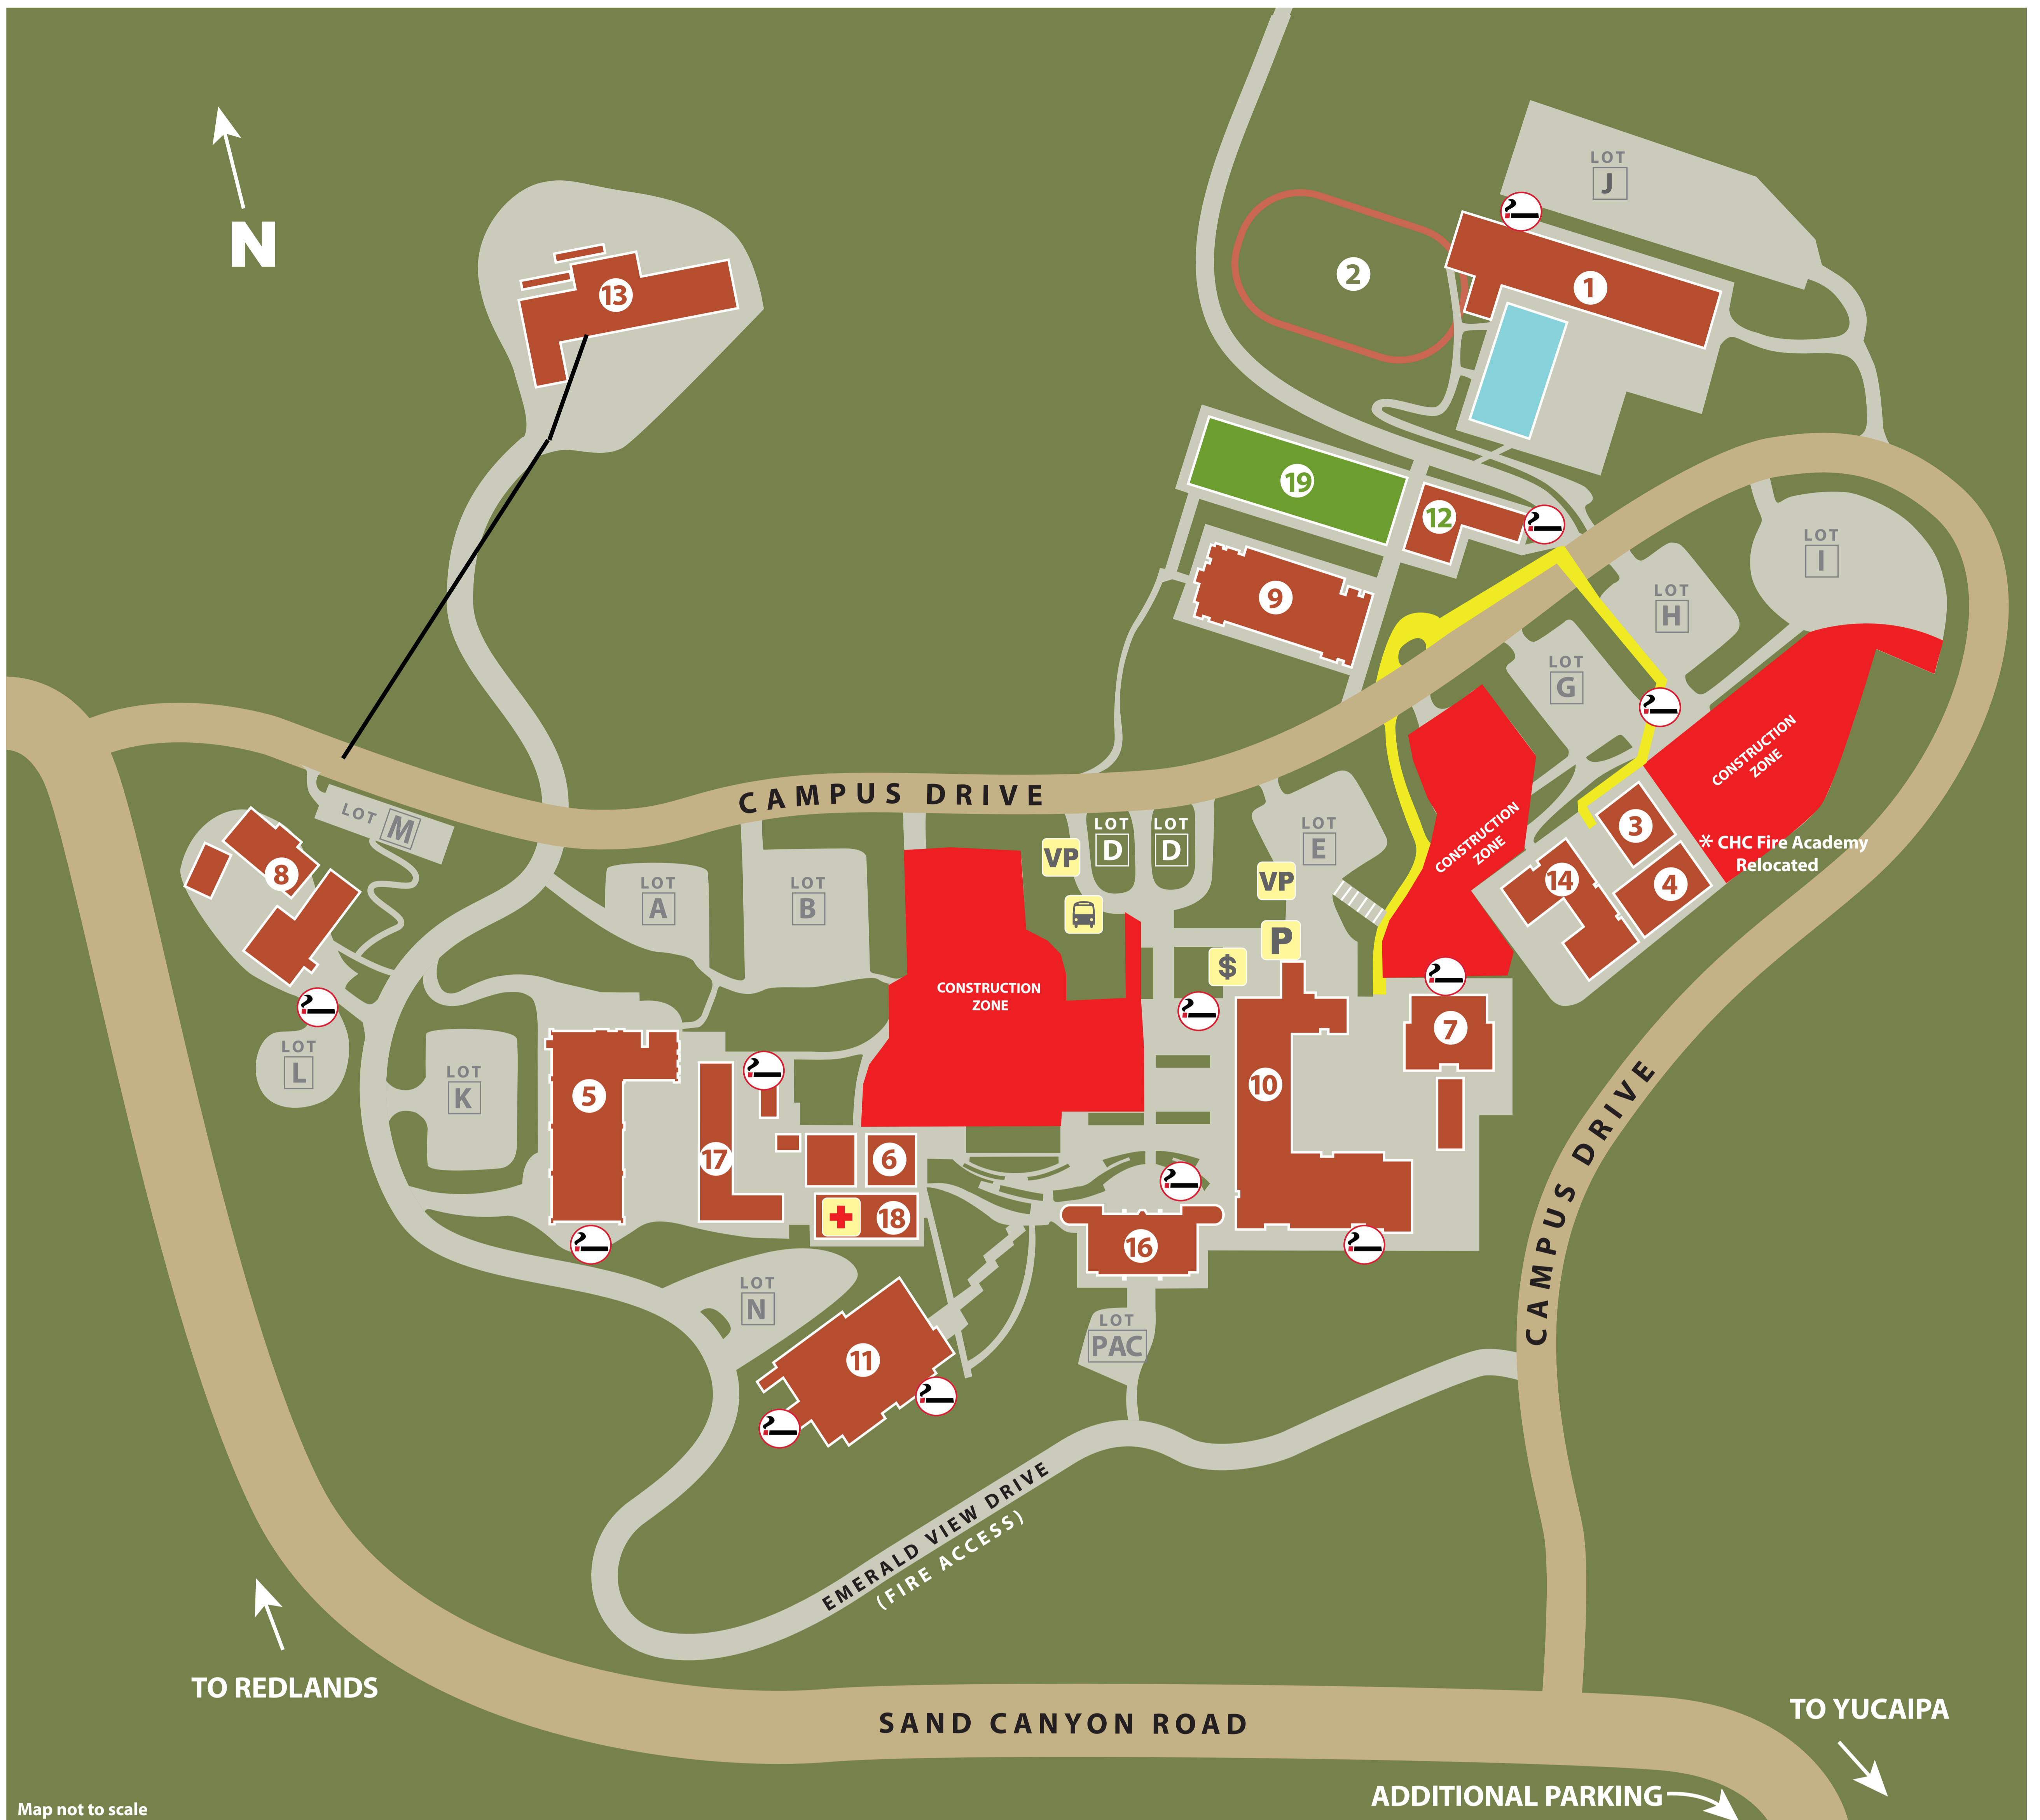 LOT
J
N
2
1
13
19
12
LOT
I
9
LOT
H
LOT
G
CONSTRUCTION
ZONE
CAMPUS DRIVE
LOT
M
VP
LOT
D
LOT
D
LOT
E
CONSTRUCTION
ZONE
3
* CHC Fire Academy
Relocated
8
LOT
A
LOT
B
VP
14
4
P
$
CONSTRUCTION
ZONE
7
LOT
L
LOT
K
5
10
17
6
18
16
CAMPUS DRIVE
LOT
N
11
LOT
PAC
EMERALD VIEW DRIVE
(FIRE ACCESS)
TO REDLANDS
SAND CANYON ROAD
TO YUCAIPA
ADDITIONAL PARKING
Map not to scale